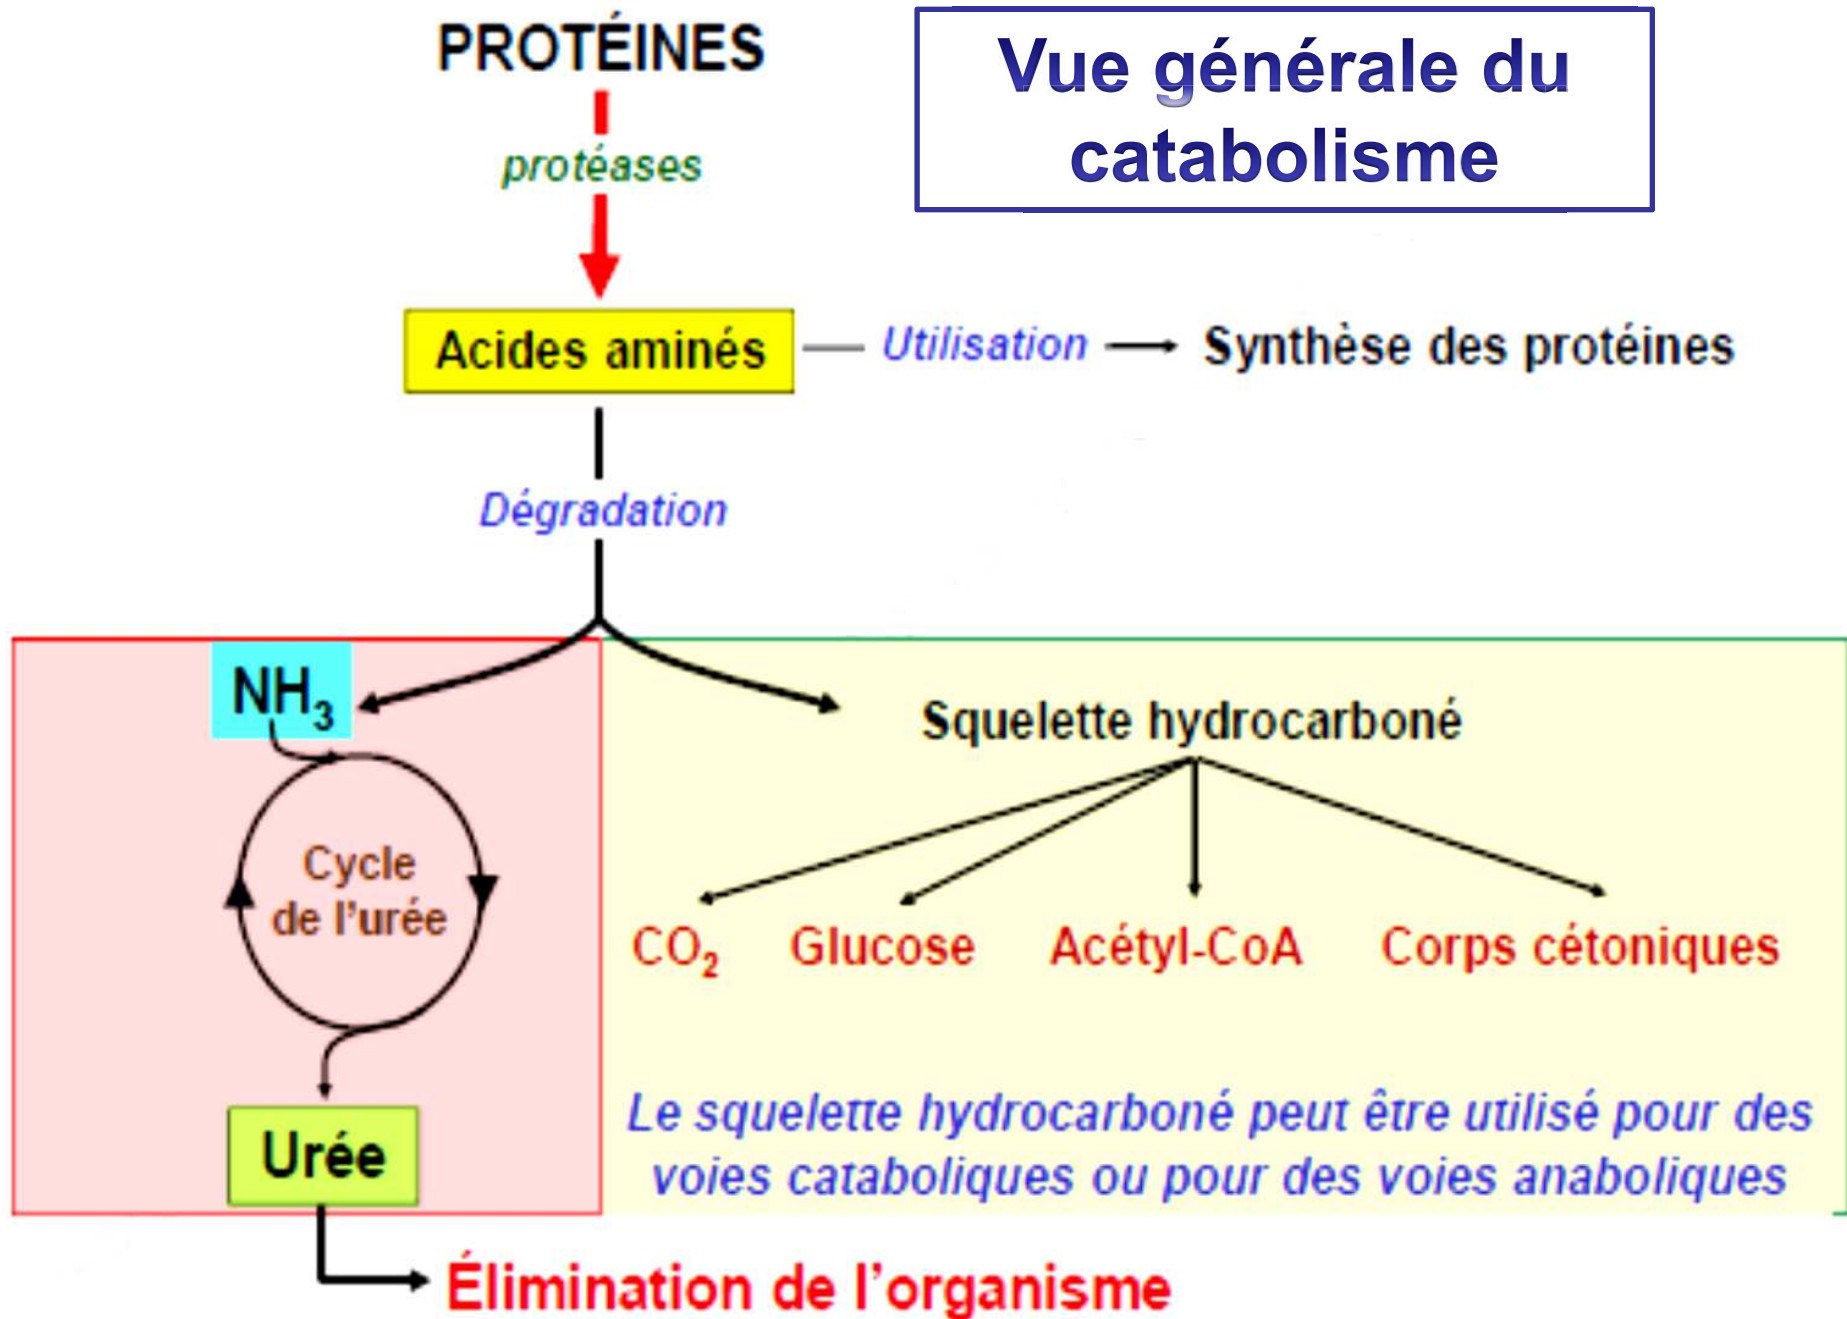 PROTÉINES
Vue générale du
catabolisme
protéases
Acides aminés
Utilisation
Synthèse des protéines
Dégradation
NH₃
Squelette hydrocarboné
Cycle
de l'urée
CO₂
Glucose
Acétyl-CoA
Corps cétoniques
Le squelette hydrocarboné peut être utilisé pour des
voies cataboliques ou pour des voies anaboliques
Urée
Élimination de l'organisme